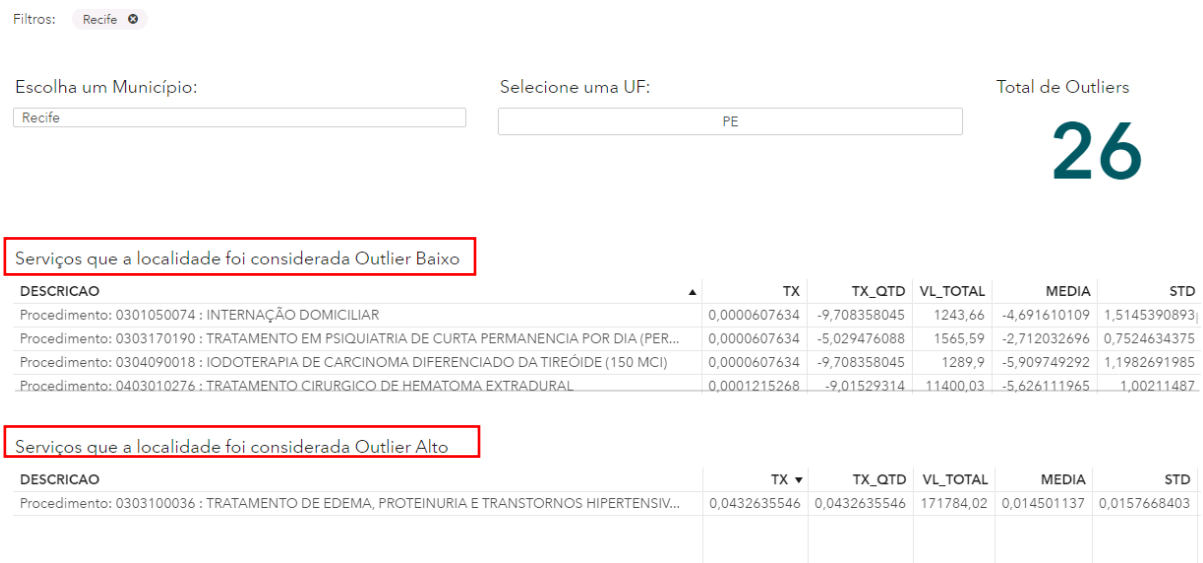 Filtros: Recife
Escolha um Município: Selecione uma UF: Total de Outliers
Recife PE
26
Serviços que a localidade foi considerada Outlier Baixo
DESCRICAO TX TX_QTD VL_TOTAL MEDIA STD
Procedimento: 0301050074 : INTERNAÇÃO DOMICILIAR 0,0000607634 -9,708358045 1243,66 -4,691610109 1,5145390893
Procedimento: 0303170190 : TRATAMENTO EM PSIQUIATRIA DE CURTA PERMANENCIA POR DIA (PER... 0,0000607634 -5,029476088 1565,59 -2,712032696 0,7524634375
Procedimento: 0304090018 : IODOTERAPIA DE CARCINOMA DIFERENCIADO DA TIREÓIDE (150 MCI) 0,0000607634 -9,708358045 1289,9 -5,909749292 1,1982691985
Procedimento: 0403010276 : TRATAMENTO CIRURGICO DE HEMATOMA EXTRADURAL 0,0001215268 -9,01529314 11400,03 -5,626111965 1,00211487
Serviços que a localidade foi considerada Outlier Alto
DESCRICAO TX TX_QTD VL_TOTAL MEDIA STD
Procedimento: 0303100036 : TRATAMENTO DE EDEMA, PROTEINURIA E TRANSTORNOS HIPERTENSIV... 0,0432635546 0,0432635546 171784,02 0,014501137 0,0157668403